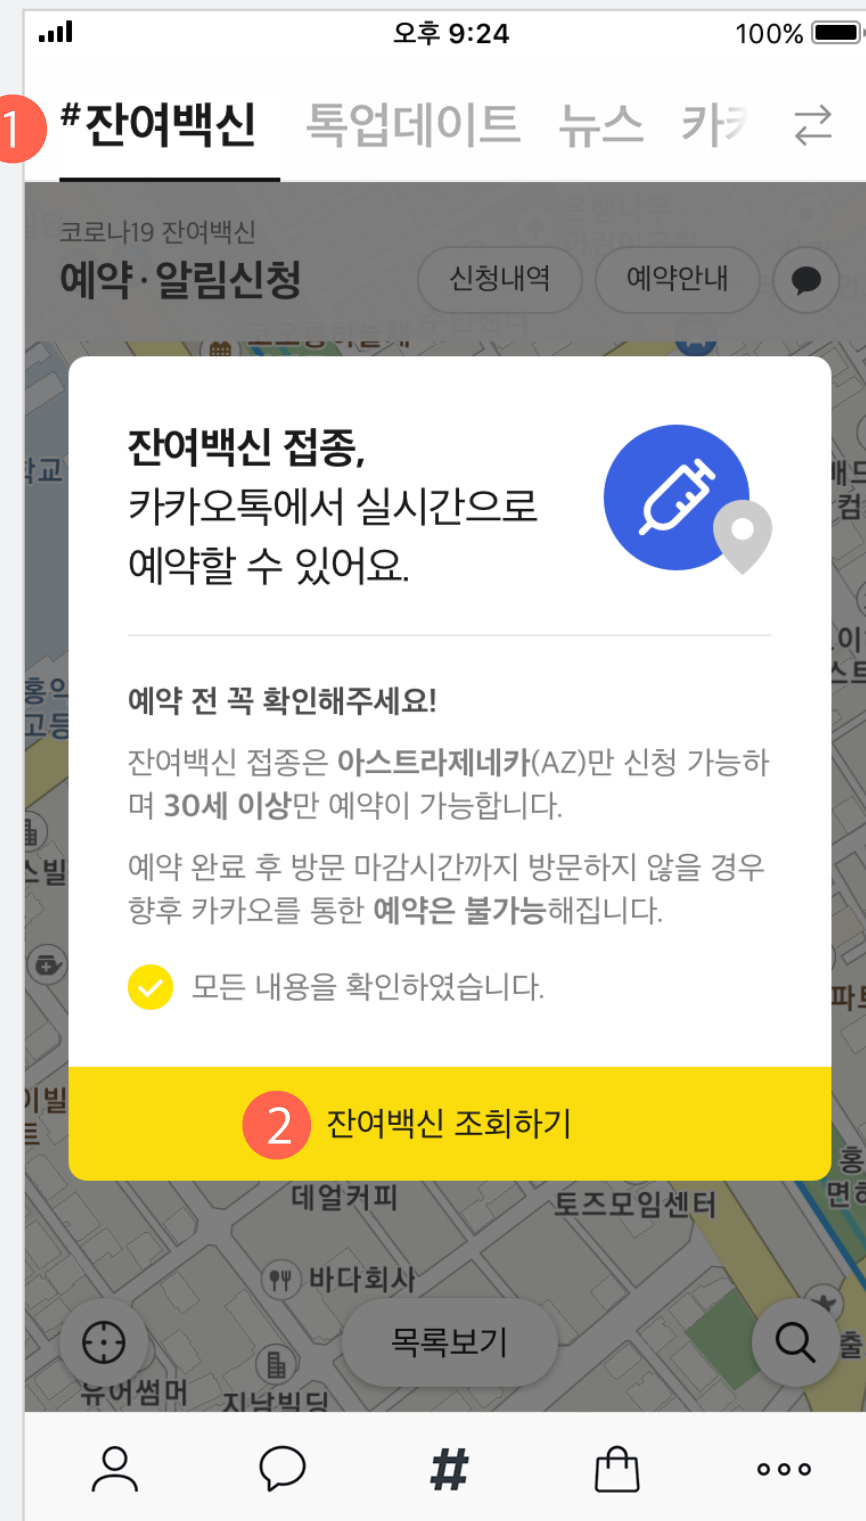 오후 9:24
100%
1
#잔여백신 톡업데이트 뉴스
코로나19 잔여백신
예약·알림신청
신청내역
예약안내
잔여백신 접종,
카카오톡에서 실시간으로
예약할 수 있어요.
예약 전 꼭 확인해주세요!
잔여백신 접종은 아스트라제네카(AZ)만 신청 가능하
며 30세 이상만 예약이 가능합니다.
예약 완료 후 방문 마감시간까지 방문하지 않을 경우
향후 카카오를 통한 예약은 불가능해집니다.
모든 내용을 확인하였습니다.
2 잔여백신 조회하기
데얼커피
토즈모임센터
바다회사
목록보기
유어썸머
지남빌딩